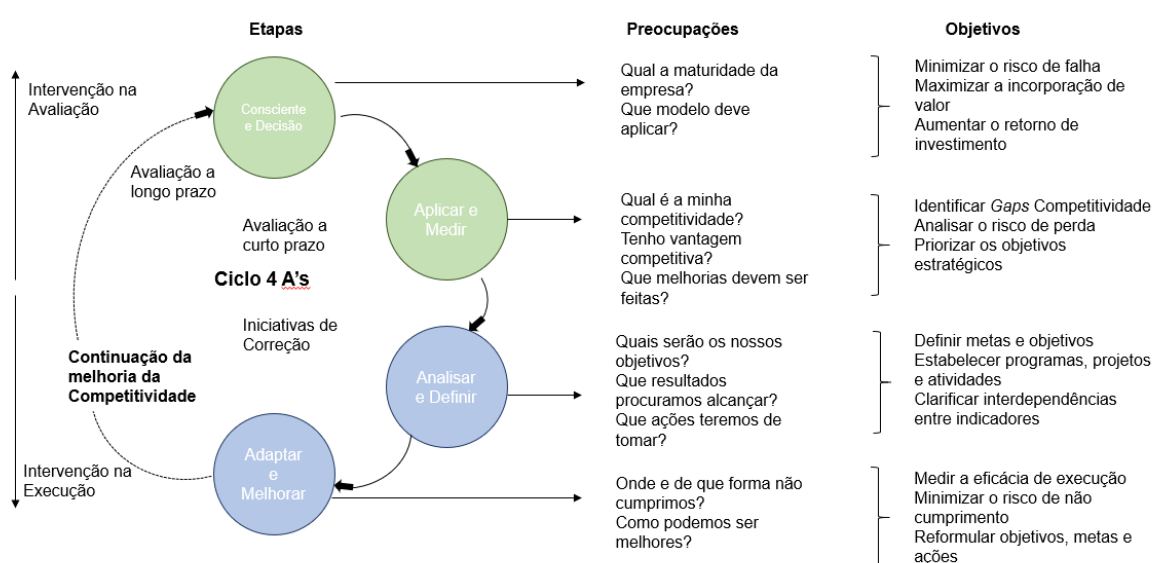 Etapas
Preocupações
Objetivos
Intervenção na
Avaliação
Consciente
e Decisão
Qual a maturidade da
empresa?
Que modelo deve
aplicar?
Minimizar o risco de falha
Maximizar a incorporação de
valor
Aumentar o retorno de
investimento
Avaliação a
longo prazo
Aplicar e
Medir
Avaliação a
curto prazo
Qual é a minha
competitividade?
Tenho vantagem
competitiva?
Que melhorias devem ser
feitas?
Identificar Gaps Competitividade
Analisar o risco de perda
Priorizar os objetivos
estratégicos
Ciclo 4 A's
Iniciativas de
Correção
Continuação da
melhoria da
Competitividade
Analisar
e Definir
Quais serão os nossos
objetivos?
Que resultados
procuramos alcançar?
Que ações teremos de
tomar?
Definir metas e objetivos
Estabelecer programas, projetos
e atividades
Clarificar interdependências
entre indicadores
Intervenção na
Execução
Adaptar
e
Melhorar
Onde e de que forma não
cumprimos?
Como podemos ser
melhores?
Medir a eficácia de execução
Minimizar o risco de não
cumprimento
Reformular objetivos, metas e
ações